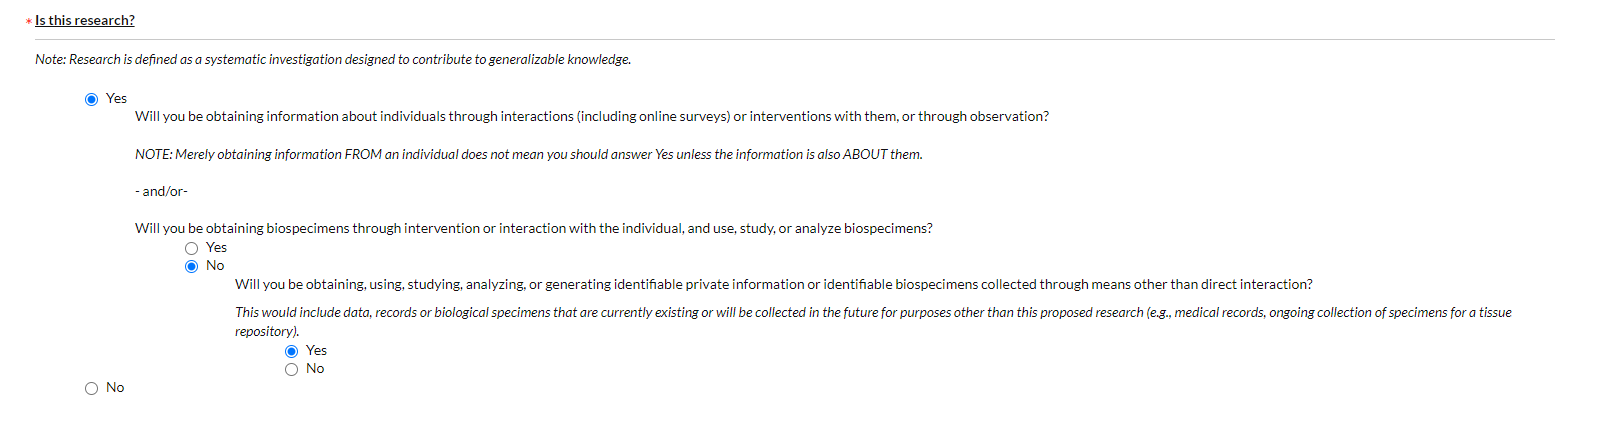 * Is this research?
Note: Research is defined as a systematic investigation designed to contribute to generalizable knowledge.
Yes
Will you be obtaining information about individuals through interactions (including online surveys) or interventions with them, or through observation?
NOTE: Merely obtaining information FROM an individual does not mean you should answer Yes unless the information is also ABOUT them.
- and/or-
Will you be obtaining biospecimens through intervention or interaction with the individual, and use, study, or analyze biospecimens?
Yes
No
Will you be obtaining, using, studying, analyzing, or generating identifiable private information or identifiable biospecimens collected through means other than direct interaction?
This would include data, records or biological specimens that are currently existing or will be collected in the future for purposes other than this proposed research (e.g., medical records, ongoing collection of specimens for a tissue
repository).
Yes
No
No